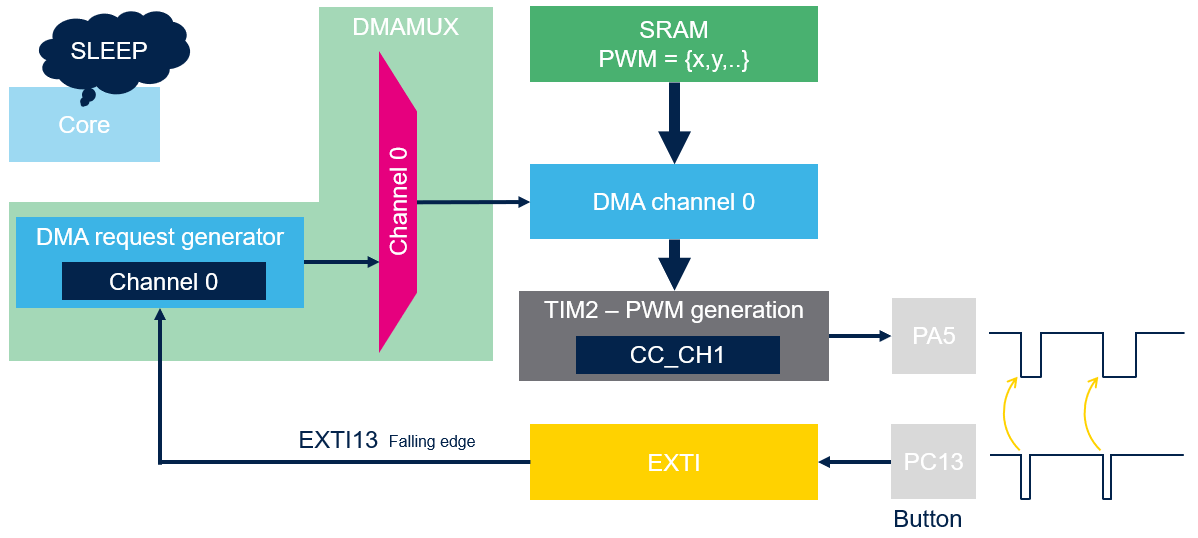 SLEEP
Core
DMAMUX
Channel 0
DMA request generator
Channel 0
SRAM
PWM = {x,y,..}
DMA channel 0
TIM2 – PWM generation
CC_CH1
PA5
EXTI13 Falling edge
EXTI
PC13
Button